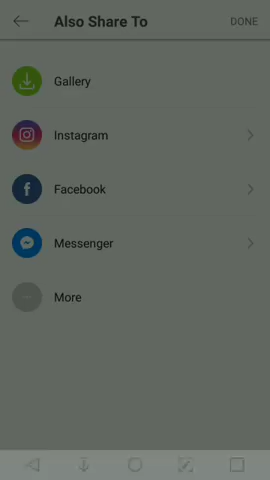 Also Share To
DONE
Gallery
Instagram
Facebook
Messenger
More